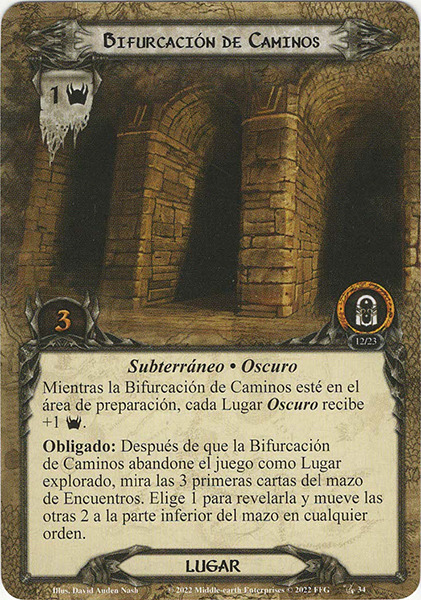 Bifurcación de Caminos
1
3
12/23
Subterráneo • Oscuro
Mientras la Bifurcación de Caminos esté en el
área de preparación, cada Lugar Oscuro recibe
+1
Obligado: Después de que la Bifurcación
de Caminos abandone el juego como Lugar
explorado, mira las 3 primeras cartas del mazo
de Encuentros. Elige 1 para revelarla y mueve las
otras 2 a la parte inferior del mazo en cualquier
orden.
LUGAR
Ilus. David Auden Nash © 2022 Middle-earth Enterprises © 2022 FFG 34